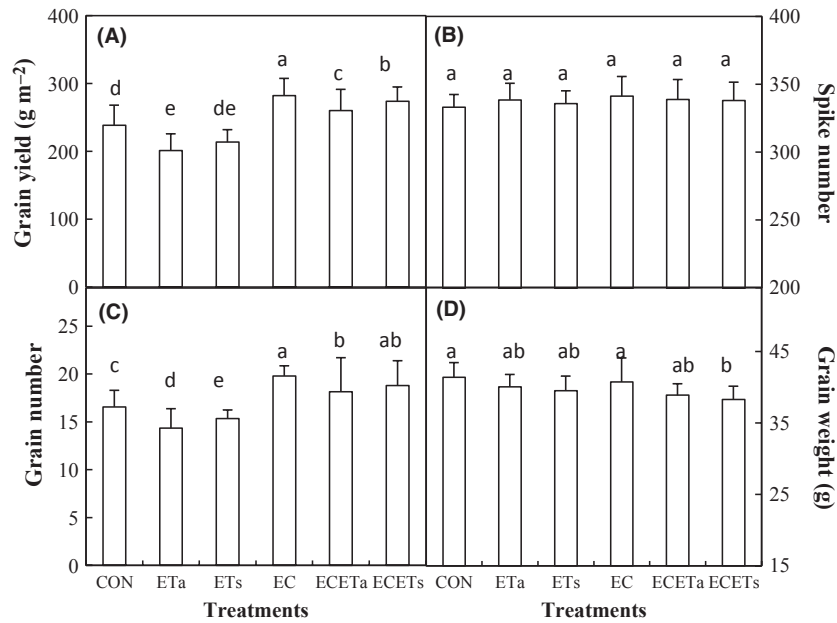 (A)
Grain yield (g m⁻²)
400
300
200
100
0
d e de a c b
(B)
Spike number
400
350
300
250
200
a a a a a a
(C)
Grain number
25
20
15
10
5
0
c d e a b ab
CON ETa ETs EC ECETa ECETs
Treatments
(D)
Grain weight (g)
45
35
25
15
a ab ab a ab b
CON ETa ETs EC ECETa ECETs
Treatments